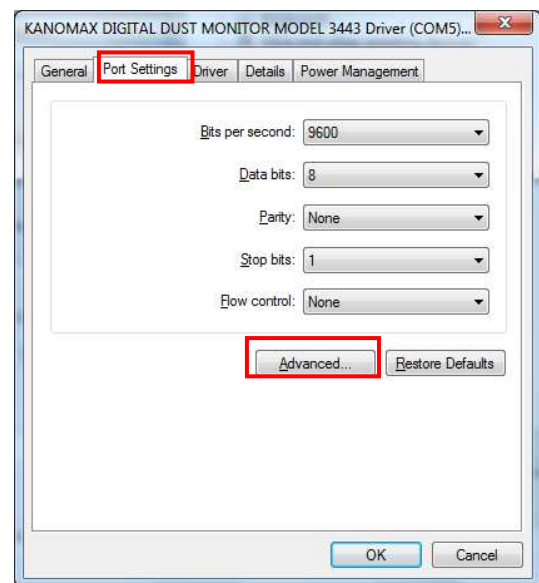 KANOMAX DIGITAL DUST MONITOR MODEL 3443 Driver (COM5)...
General Port Settings Driver Details Power Management
Bits per second: 9600
Data bits: 8
Parity: None
Stop bits: 1
Flow control: None
Advanced... Restore Defaults
OK Cancel